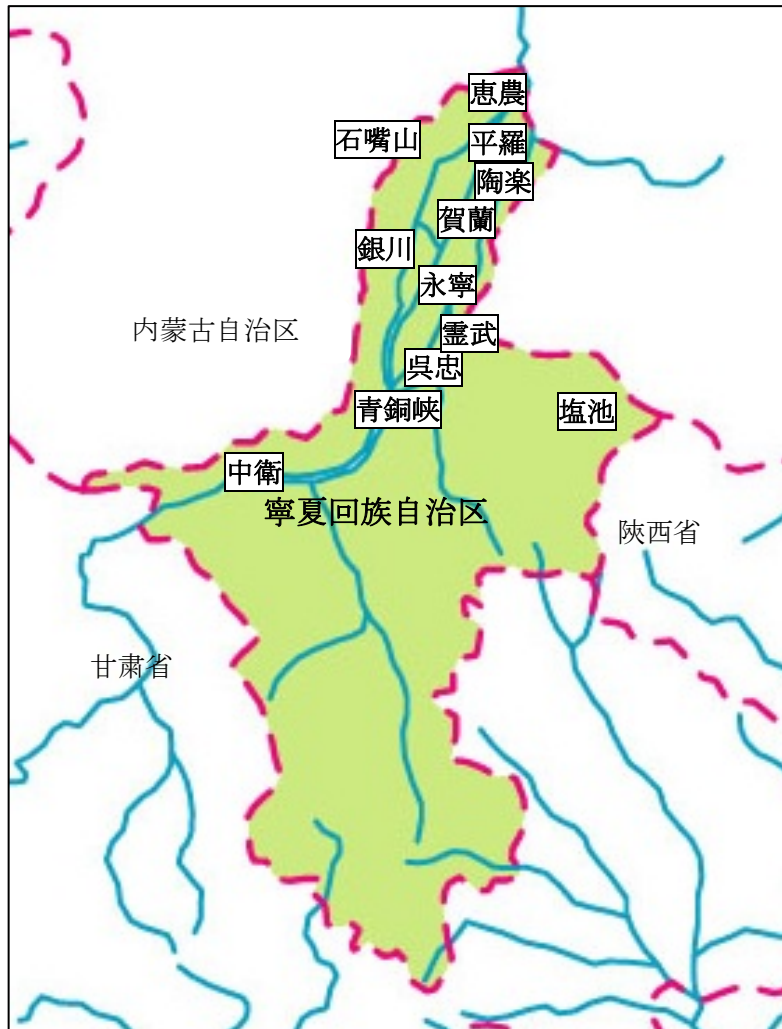 恵農
石嘴山
平羅
陶楽
賀蘭
銀川
永寧
内蒙古自治区
霊武
呉忠
青銅峡
塩池
中衛
寧夏回族自治区
陝西省
甘粛省